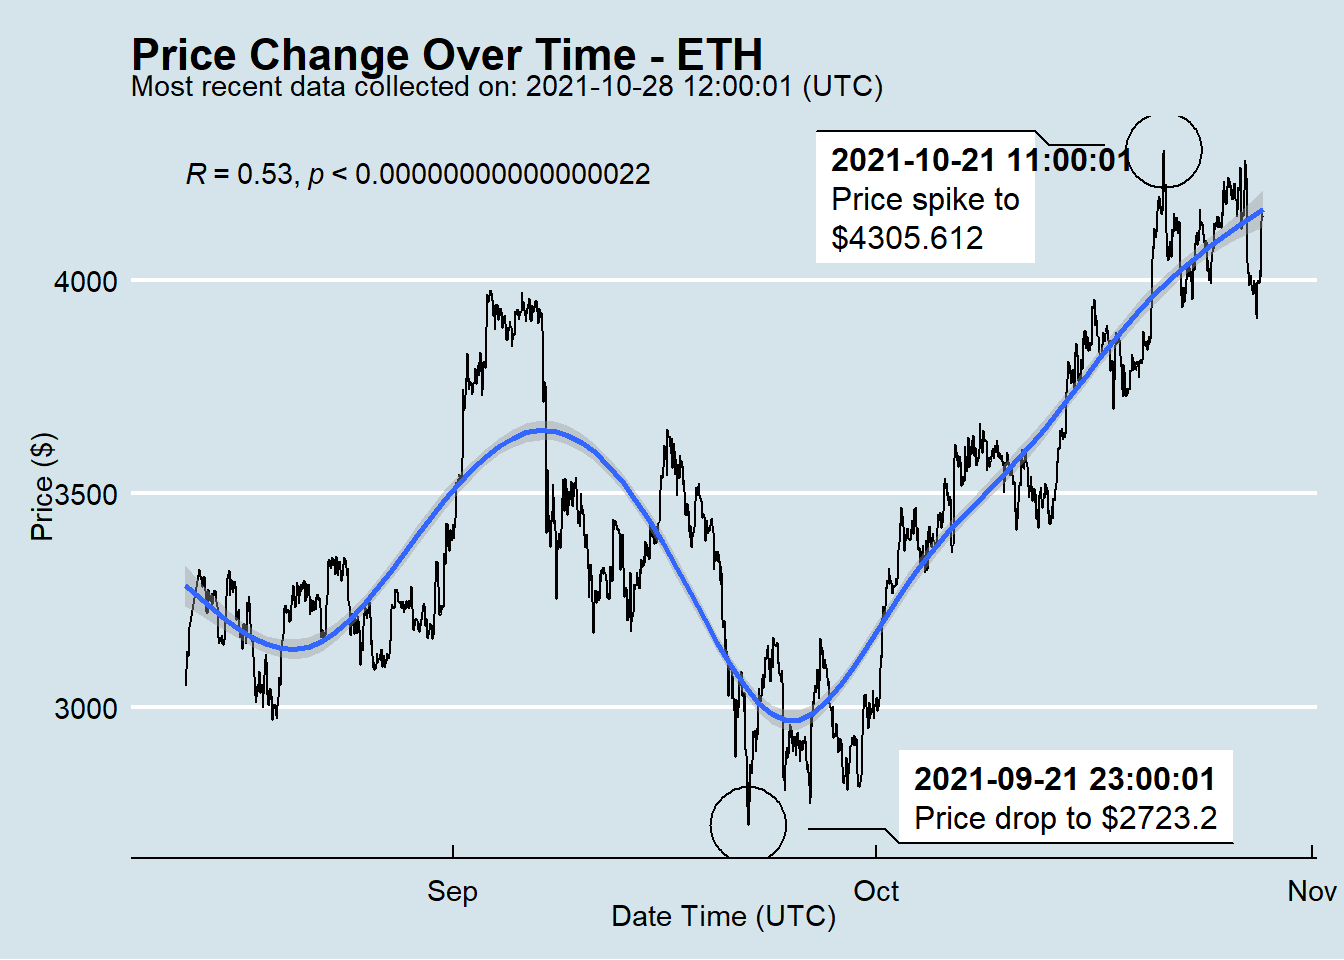 Price Change Over Time - ETH
Most recent data collected on: 2021-10-28 12:00:01 (UTC)
R = 0.53, p < 0.00000000000000022
2021-10-21 11:00:01
Price spike to
$4305.612
4000
3500
3000
Price ($)
2021-09-21 23:00:01
Price drop to $2723.2
Sep
Oct
Nov
Date Time (UTC)